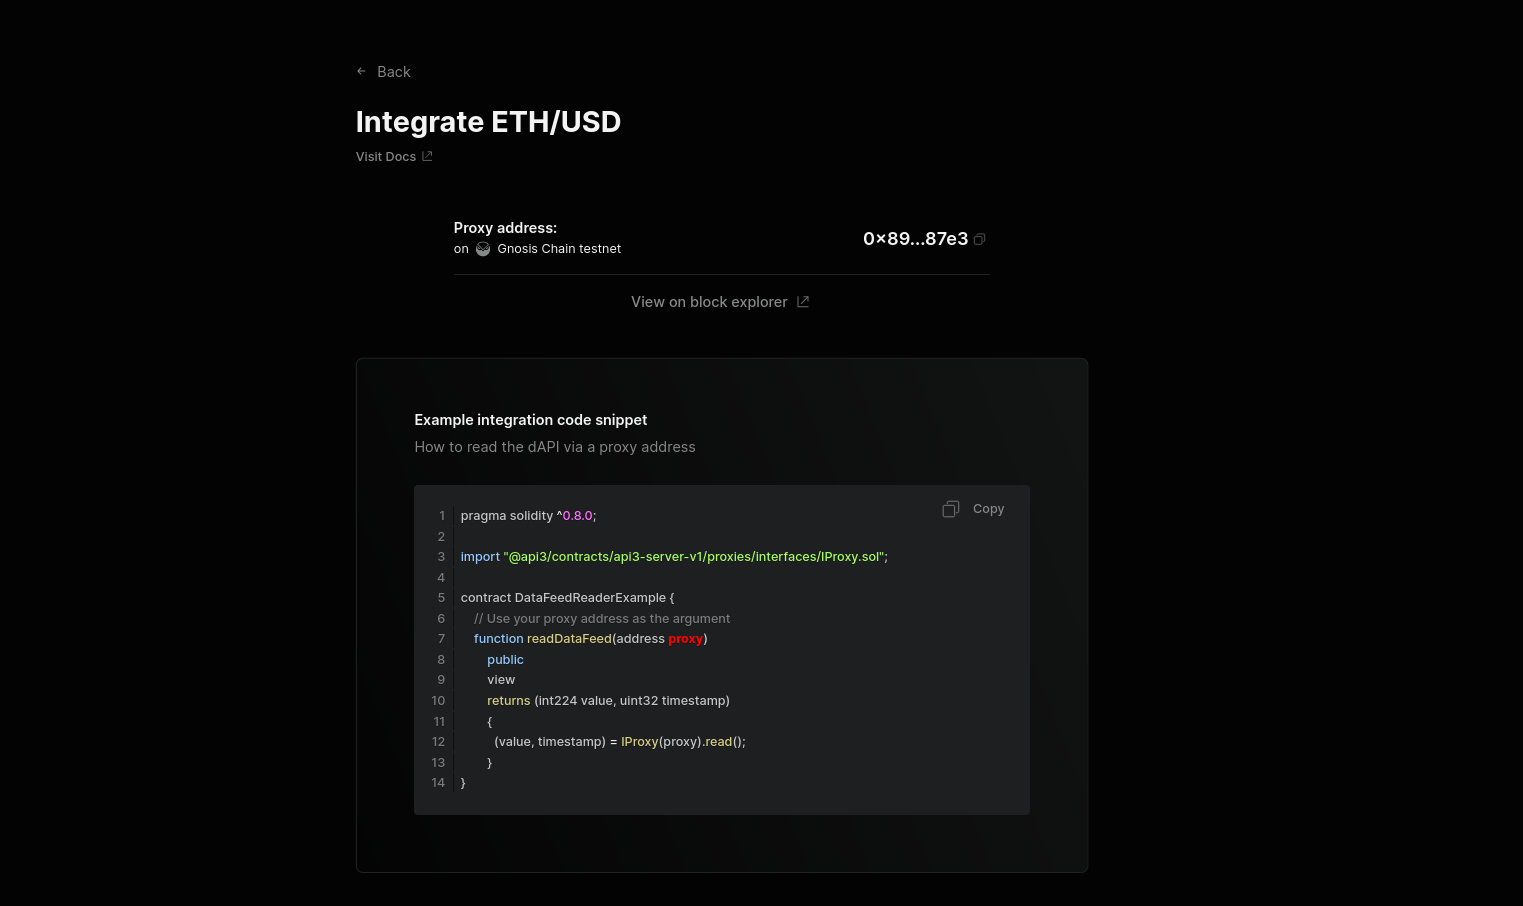 Back
Integrate ETH/USD
Visit Docs
Proxy address:
on Gnosis Chain testnet
0x89...87e3
View on block explorer
Example integration code snippet
How to read the dAPI via a proxy address
Copy
1 pragma solidity ^0.8.0;
2
3 import "@api3/contracts/api3-server-v1/proxies/interfaces/IProxy.sol";
4
5 contract DataFeedReaderExample {
6 // Use your proxy address as the argument
7 function readDataFeed(address proxy)
8 public
9 view
10 returns (int224 value, uint32 timestamp)
11 {
12 (value, timestamp) = IProxy(proxy).read();
13 }
14 }